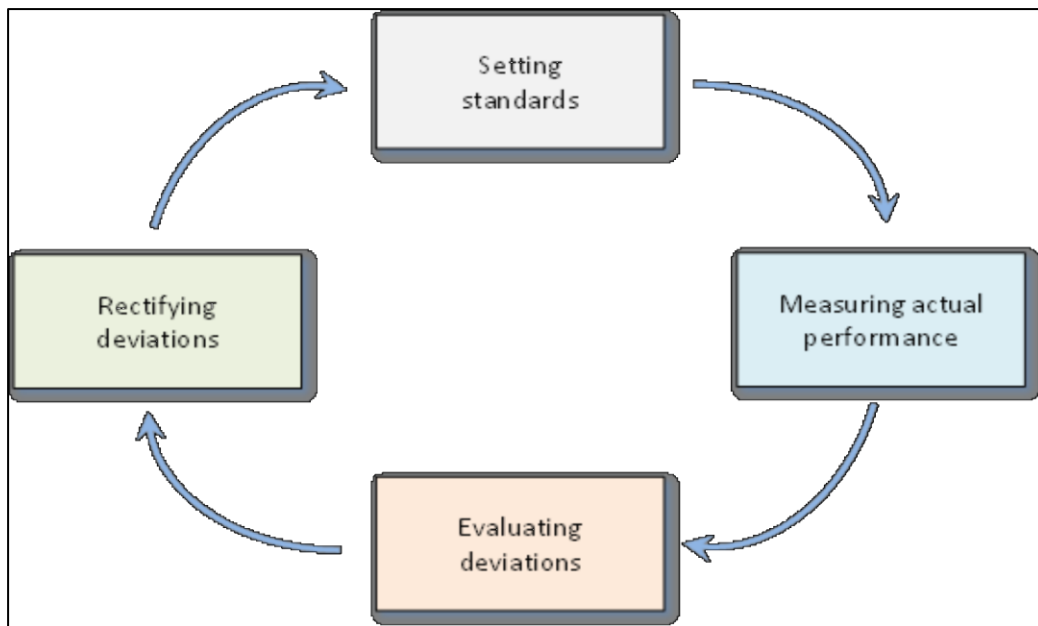 Setting
standards
Measuring actual
performance
Evaluating
deviations
Rectifying
deviations